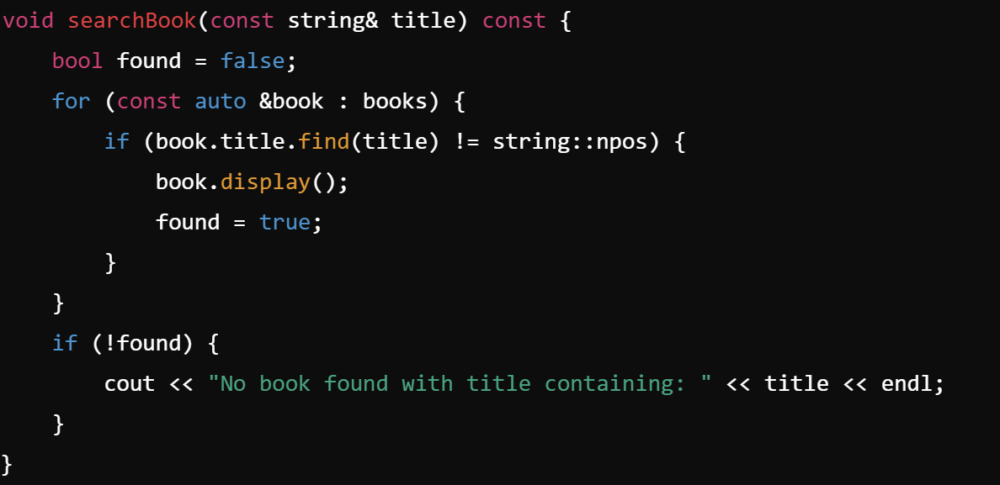 void searchBook(const string& title) const {
    bool found = false;
    for (const auto &book : books) {
        if (book.title.find(title) != string::npos) {
            book.display();
            found = true;
        }
    }
    if (!found) {
        cout << "No book found with title containing: " << title << endl;
    }
}